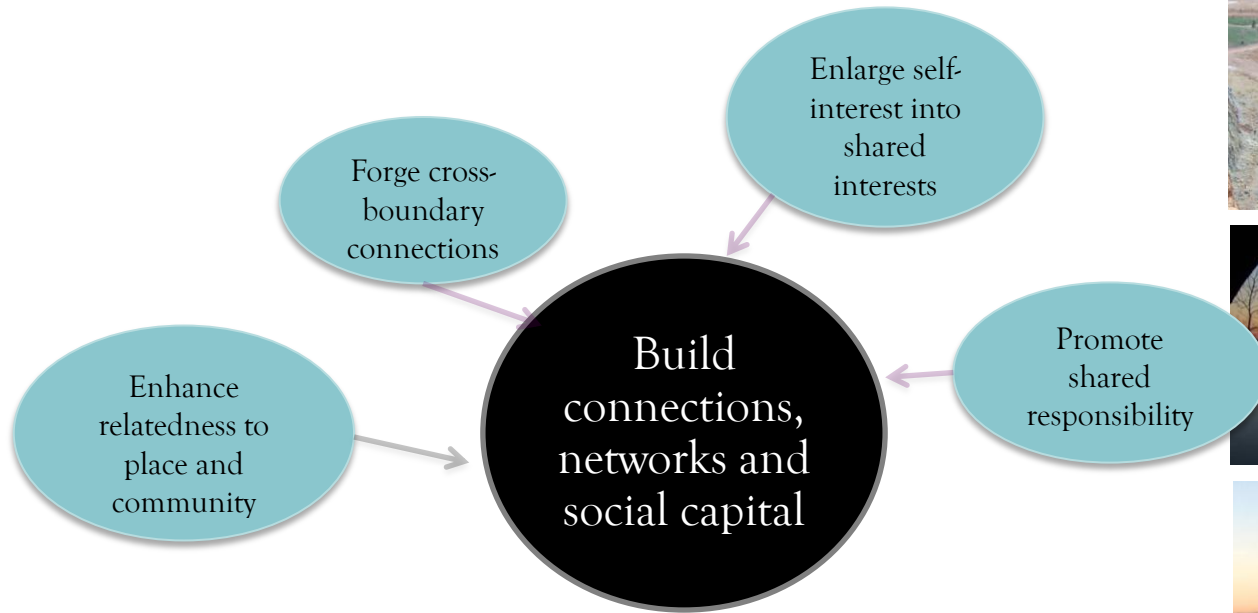 Enlarge self-
interest into
shared
interests
Forge cross-
boundary
connections
Build
connections,
networks and
social capital
Promote
shared
responsibility
Enhance
relatedness to
place and
community